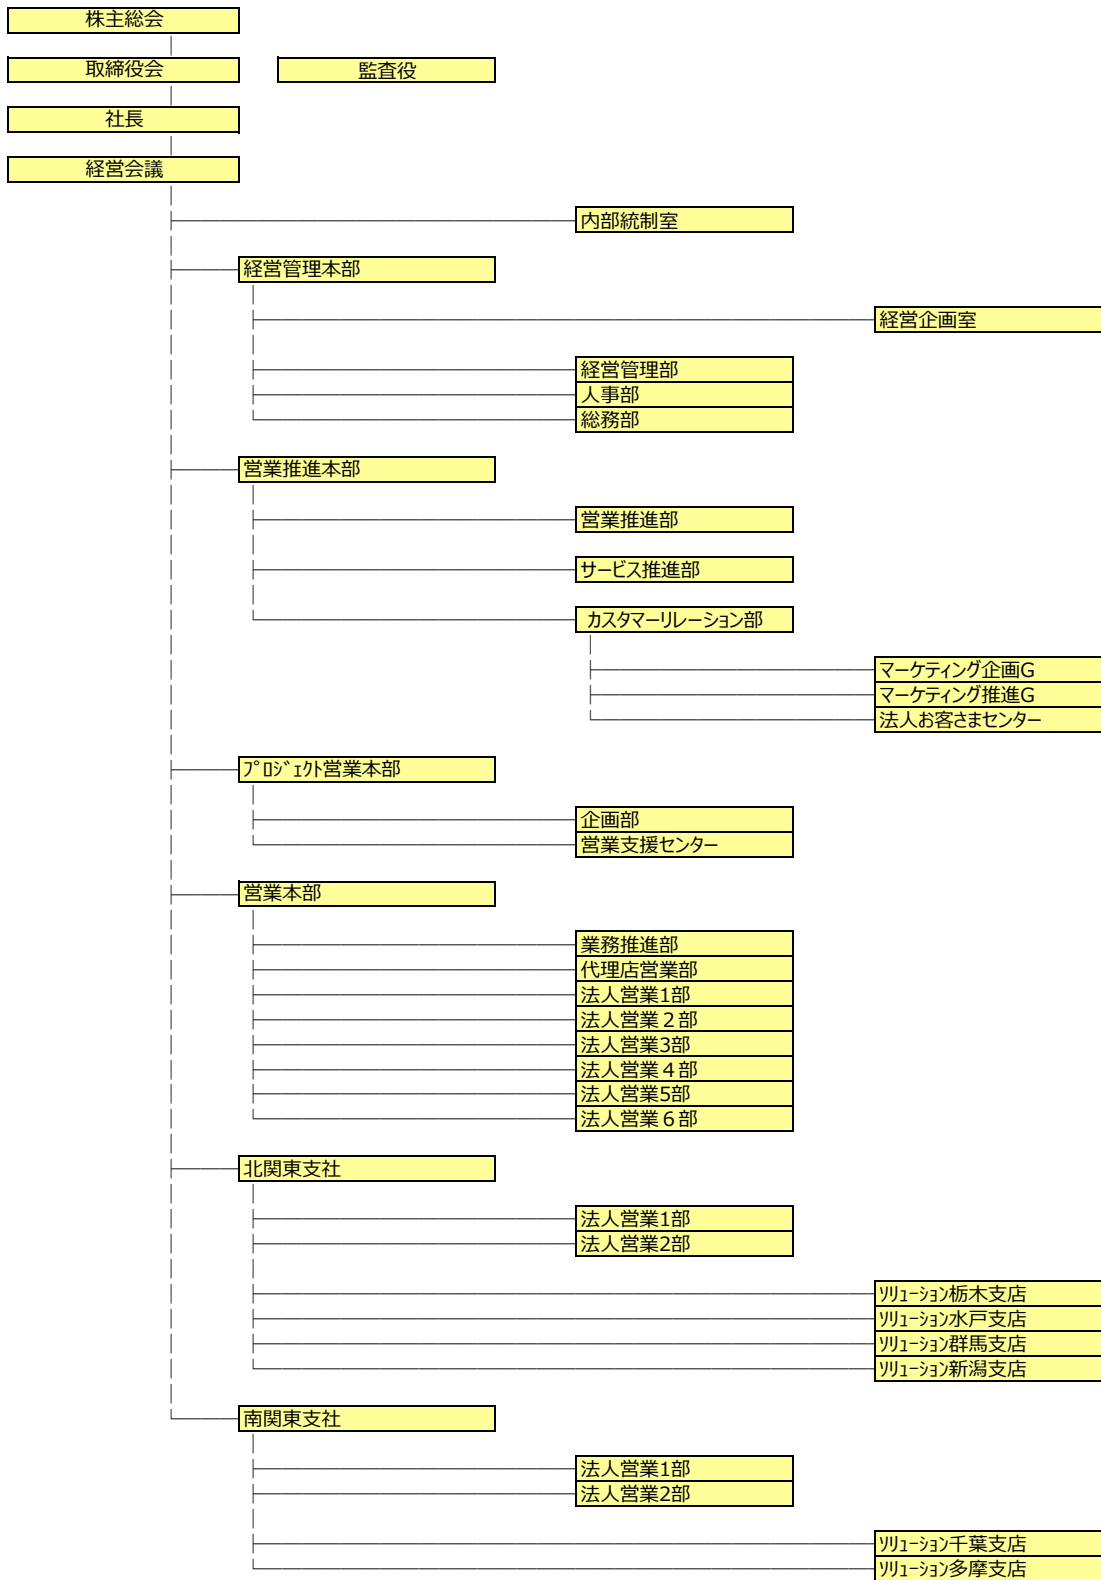 株主総会
取締役会 監査役
社長
経営会議
内部統制室
経営管理本部
経営企画室
経営管理部
人事部
総務部
営業推進本部
営業推進部
サービス推進部
カスタマーリレーション部
マーケティング企画G
マーケティング推進G
法人お客さまセンター
ﾌﾟﾛｼﾞｪｸﾄ営業本部
企画部
営業支援センター
営業本部
業務推進部
代理店営業部
法人営業1部
法人営業２部
法人営業3部
法人営業４部
法人営業5部
法人営業６部
北関東支社
法人営業1部
法人営業2部
ｿﾘｭｰｼｮﾝ栃木支店
ｿﾘｭｰｼｮﾝ水戸支店
ｿﾘｭｰｼｮﾝ群馬支店
ｿﾘｭｰｼｮﾝ新潟支店
南関東支社
法人営業1部
法人営業2部
ｿﾘｭｰｼｮﾝ千葉支店
ｿﾘｭｰｼｮﾝ多摩支店